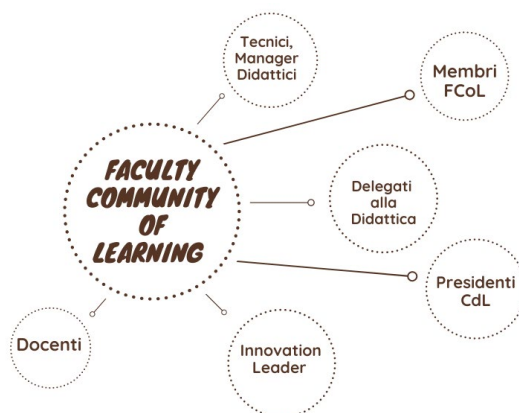 Tecnici,
Manager
Didattici
Membri
FCoL
FACULTY
COMMUNITY
OF
LEARNING
Delegati
alla
Didattica
Presidenti
CdL
Docenti
Innovation
Leader